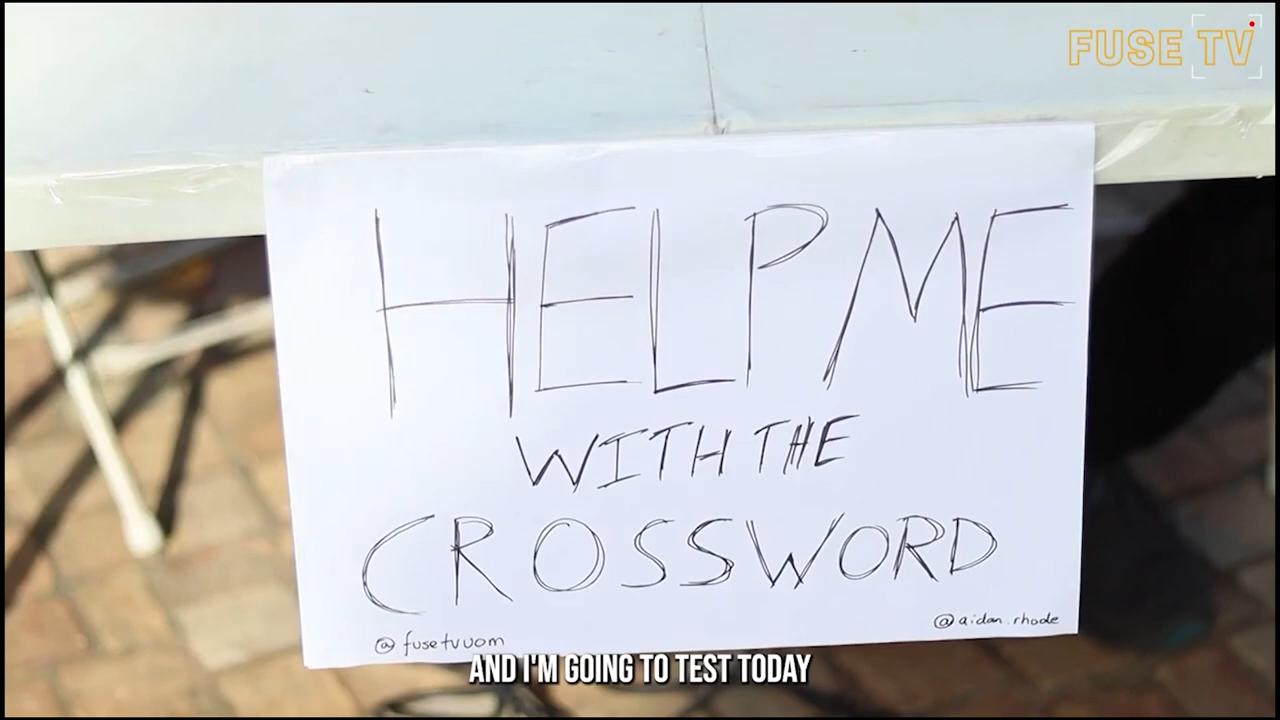 FUSE TV
HELP ME
WITH THE
CROSSWORD
@aidan.rhode
@fusetvuom
AND I'M GOING TO TEST TODAY